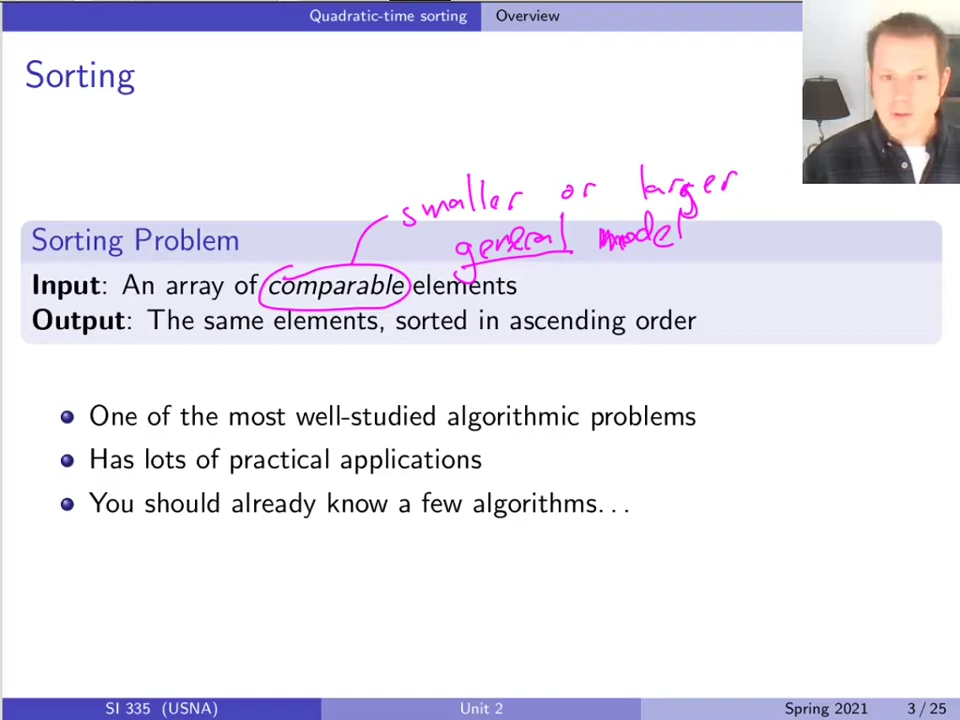 Quadratic-time sorting Overview
Sorting
smaller or larger
general model
Sorting Problem
Input: An array of comparable elements
Output: The same elements, sorted in ascending order
One of the most well-studied algorithmic problems
Has lots of practical applications
You should already know a few algorithms...
SI 335 (USNA) Unit 2 Spring 2021 3 / 25